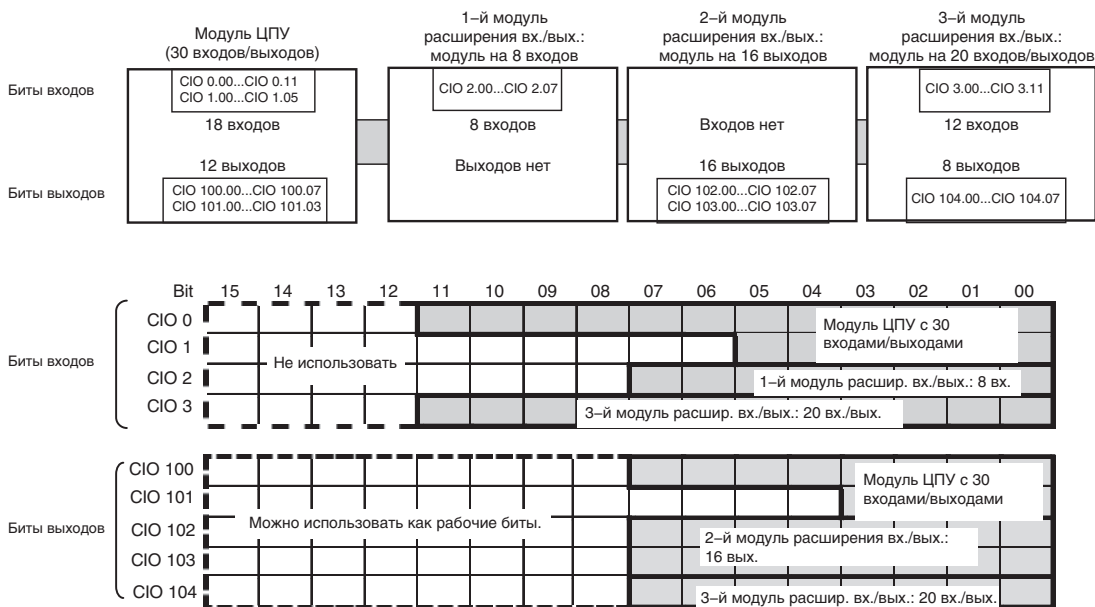 Модуль ЦПУ
(30 входов/выходов)
1–й модуль
расширения вх./вых.:
модуль на 8 входов
2–й модуль
расширения вх./вых.:
модуль на 16 выходов
3–й модуль
расширения вх./вых.:
модуль на 20 входов/выходов
Биты входов
CIO 0.00...CIO 0.11
CIO 1.00...CIO 1.05
CIO 2.00...CIO 2.07
CIO 3.00...CIO 3.11
18 входов
8 входов
Входов нет
12 входов
12 выходов
Выходов нет
16 выходов
8 выходов
Биты выходов
CIO 100.00...CIO 100.07
CIO 101.00...CIO 101.03
CIO 102.00...CIO 102.07
CIO 103.00...CIO 103.07
CIO 104.00...CIO 104.07
Bit 15 14 13 12 11 10 09 08 07 06 05 04 03 02 01 00
Биты входов
CIO 0
CIO 1
CIO 2
CIO 3
Не использовать
Модуль ЦПУ с 30
входами/выходами
1–й модуль расшир. вх./вых.: 8 вх.
3–й модуль расшир. вх./вых.: 20 вх./вых.
Биты выходов
CIO 100
CIO 101
CIO 102
CIO 103
CIO 104
Можно использовать как рабочие биты.
Модуль ЦПУ с 30
входами/выходами
2–й модуль расширения вх./вых.:
16 вых.
3–й модуль расшир. вх./вых.: 20 вх./вых.